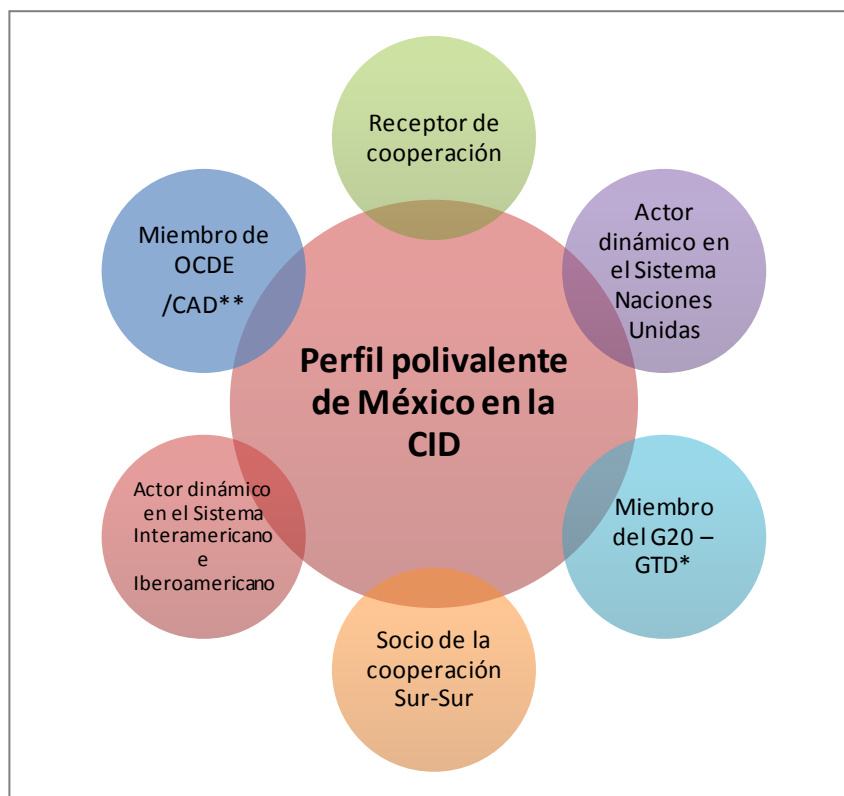 Receptor de
cooperación
Actor
dinámico en
el Sistema
Naciones
Unidas
Miembro
del G20 –
GTD*
Socio de la
cooperación
Sur-Sur
Actor dinámico
en el Sistema
Interamericano
e
Iberoamericano
Miembro de
OCDE
/CAD**
Perfil polivalente
de México en la
CID